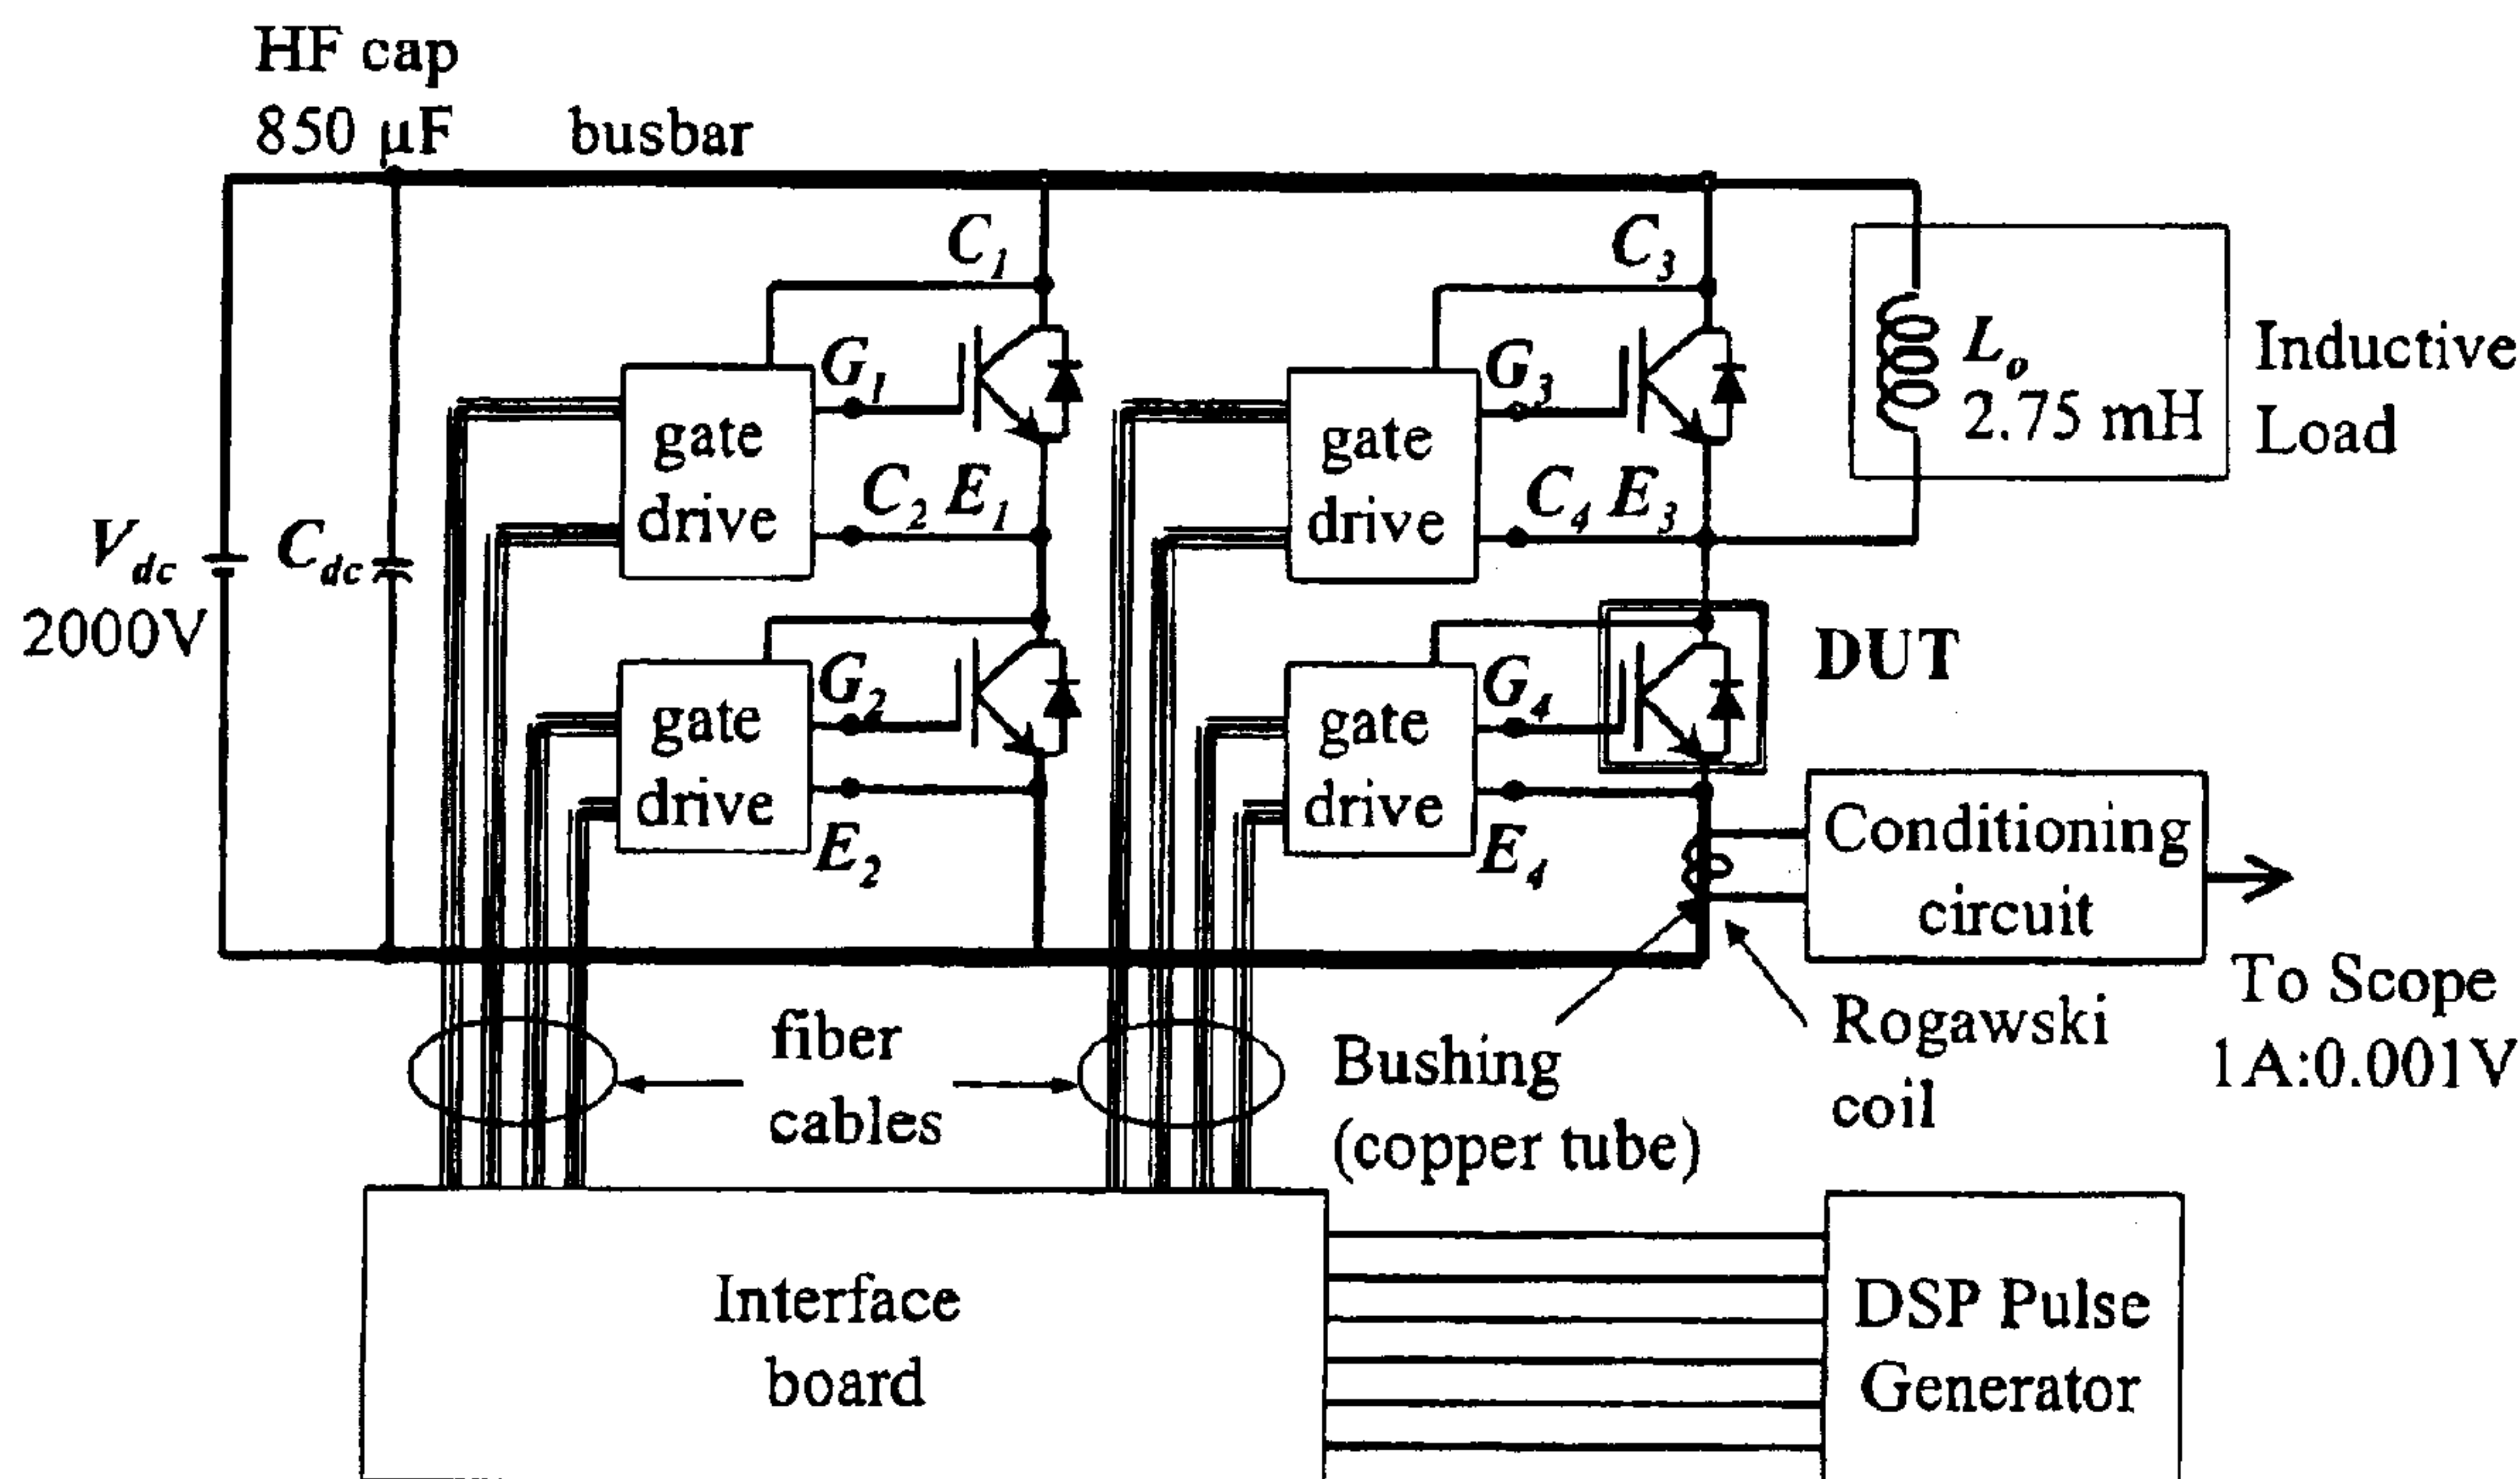 HF cap
850 µF
busbar
C1
C3
G1
G3
gate
drive
gate
drive
Lo
2.75 mH
Inductive
Load
C2 E1
C4 E3
Vdc
2000V
Cdc
DUT
G2
G4
gate
drive
gate
drive
E2
E4
Conditioning
circuit
To Scope
1A:0.001V
fiber
cables
Bushing
(copper tube)
Rogawski
coil
Interface
board
DSP Pulse
Generator